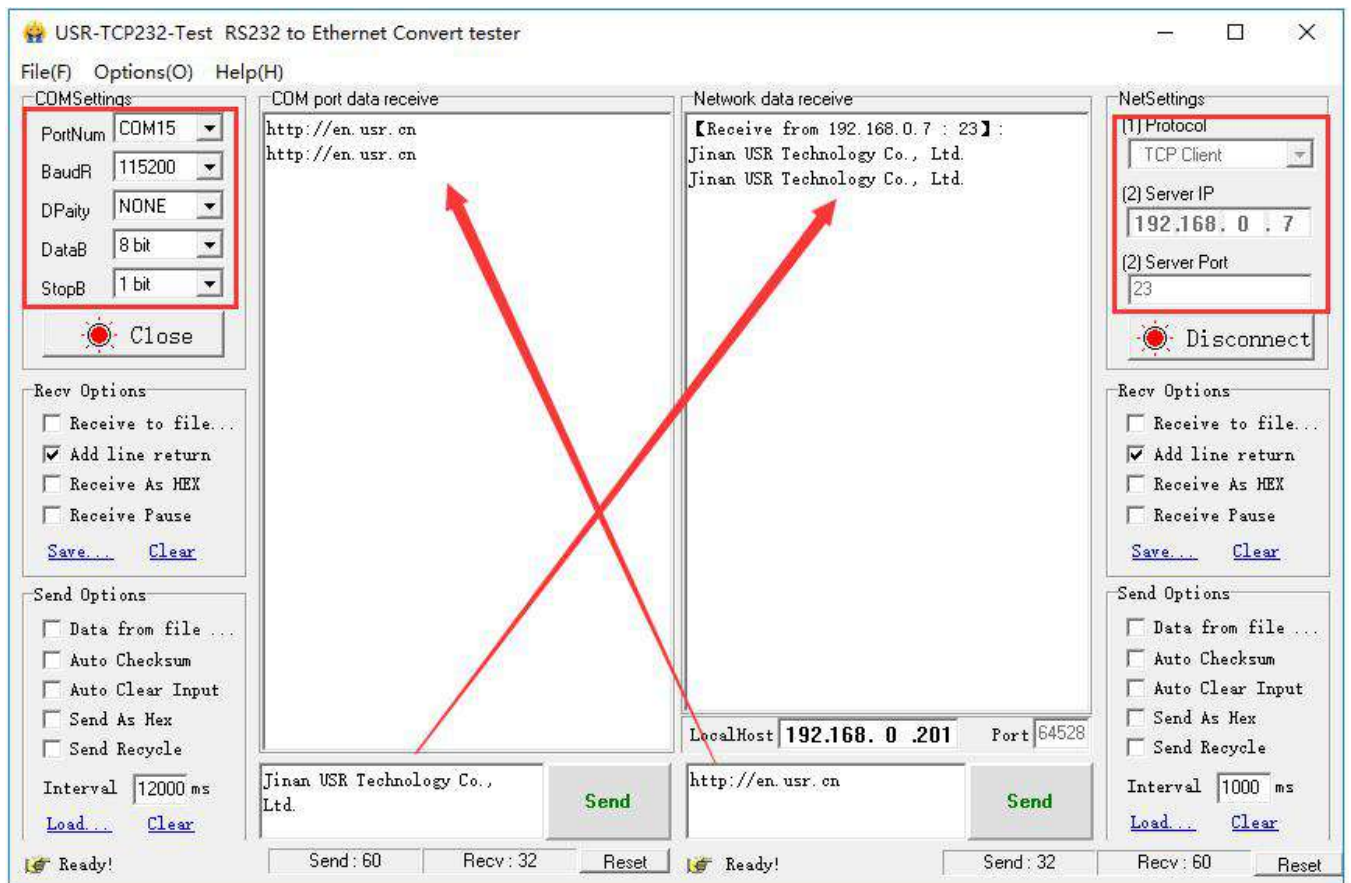 USR-TCP232-Test RS232 to Ethernet Convert tester
File(F) Options(O) Help(H)
COMSettings
PortNum COM15
BaudR 115200
DPaity NONE
DataB 8 bit
StopB 1 bit
Close
Recv Options
Receive to file...
Add line return
Receive As HEX
Receive Pause
Save... Clear
Send Options
Data from file ...
Auto Checksum
Auto Clear Input
Send As Hex
Send Recycle
Interval 12000 ms
Load... Clear
Ready!
COM port data receive
http://en.usr.cn
http://en.usr.cn
Jinan USR Technology Co.,
Ltd.
Send
Send : 60 Recv : 32 Reset
Network data receive
【Receive from 192.168.0.7 : 23】:
Jinan USR Technology Co., Ltd.
Jinan USR Technology Co., Ltd.
LocalHost 192.168. 0 .201 Port 64528
http://en.usr.cn
Send
Ready! Send : 32 Recv : 60 Reset
NetSettings
(1) Protocol
TCP Client
(2) Server IP
192.168. 0 . 7
(2) Server Port
23
Disconnect
Recv Options
Receive to file...
Add line return
Receive As HEX
Receive Pause
Save... Clear
Send Options
Data from file ...
Auto Checksum
Auto Clear Input
Send As Hex
Send Recycle
Interval 1000 ms
Load... Clear